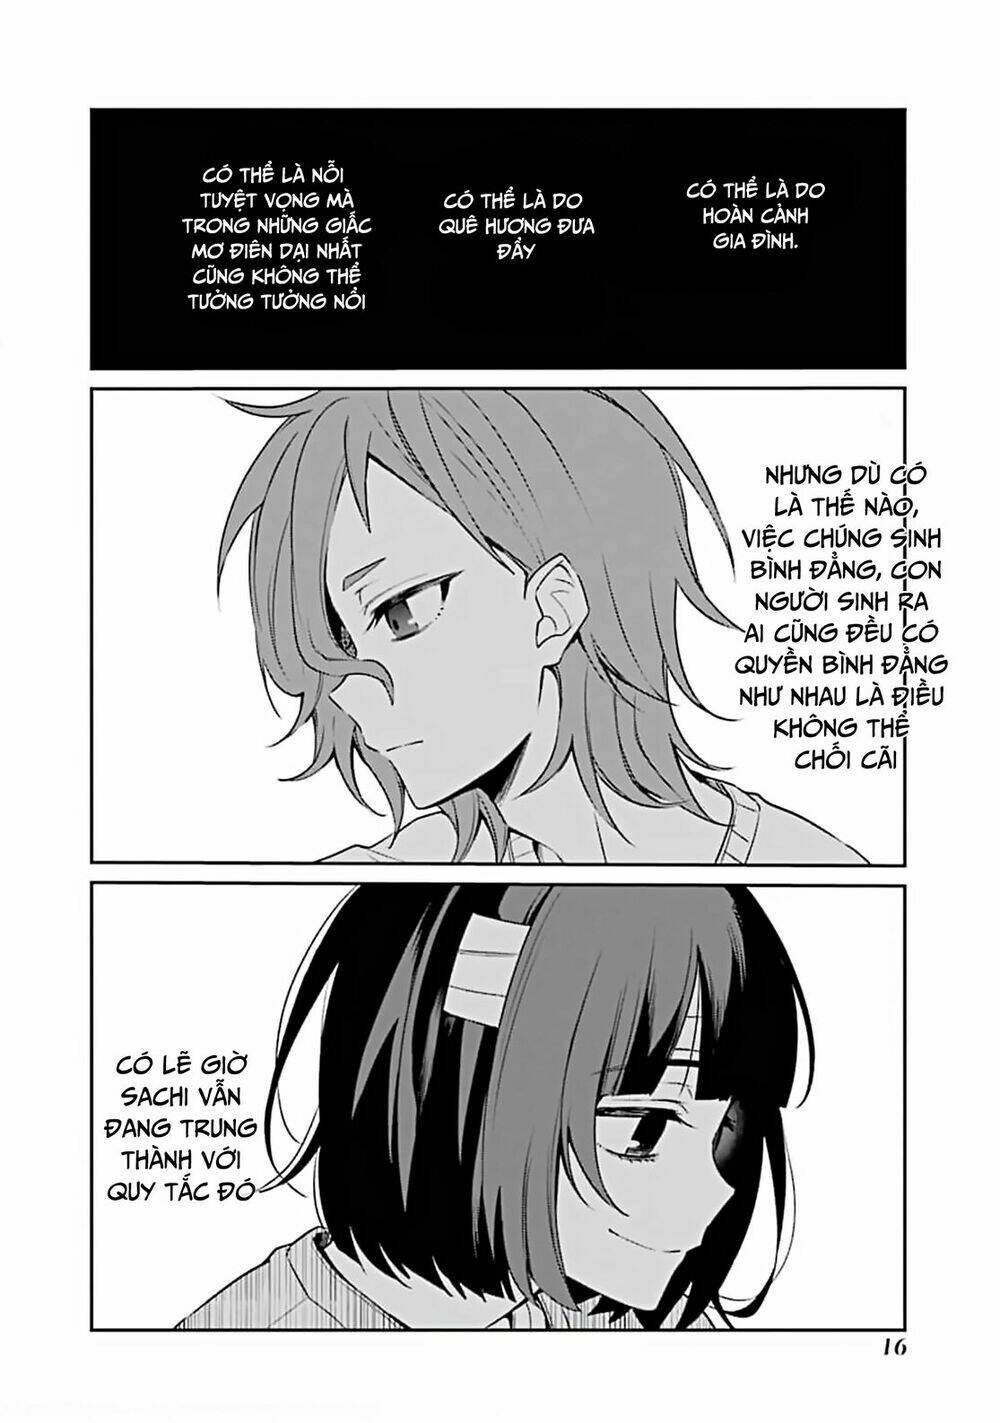 CÓ THỂ LÀ DO
HOÀN CẢNH
GIA ĐÌNH.
CÓ THỂ LÀ DO
QUÊ HƯƠNG ĐƯA
ĐẨY
CÓ THỂ LÀ NỖI
TUYỆT VỌNG MÀ
TRONG NHỮNG GIẤC
MƠ ĐIÊN DẠI NHẤT
CŨNG KHÔNG THỂ
TƯỞNG TƯỞNG NỔI
NHƯNG DÙ CÓ
LÀ THẾ NÀO,
VIỆC CHÚNG SINH
BÌNH ĐẲNG, CON
NGƯỜI SINH RA
AI CŨNG ĐỀU CÓ
QUYỀN BÌNH ĐẲNG
NHƯ NHAU LÀ ĐIỀU
KHÔNG THỂ
CHỐI CÃI
CÓ LẼ GIỜ
SACHI VẪN
ĐANG TRUNG
THÀNH VỚI
QUY TẮC ĐÓ
16